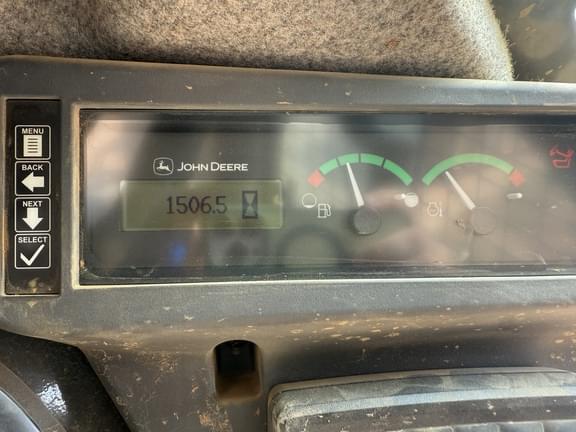 MENU
BACK
NEXT
SELECT
JOHN DEERE
1506.5